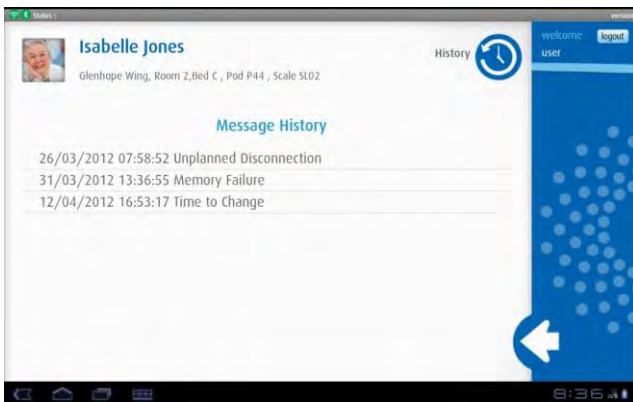 Status :
version
Isabelle Jones
Glenhope Wing, Room 2,Bed C , Pod P44 , Scale SL02
History
welcome
logout
user
Message History
26/03/2012 07:58:52 Unplanned Disconnection
31/03/2012 13:36:55 Memory Failure
12/04/2012 16:53:17 Time to Change
8:36